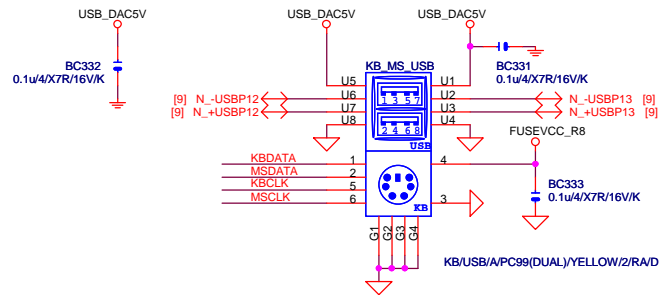 USB_DAC5V USB_DAC5V USB_DAC5V
BC332
0.1u/4/X7R/16V/K
KB_MS_USB
BC331
0.1u/4/X7R/16V/K
U5 U1
[9] N_-USBP12 U6 1 3 5 7 U2 N_-USBP13 [9]
[9] N_+USBP12 U7 U3 N_+USBP13 [9]
U8 2 4 6 8 U4
USB
FUSEVCC_R8
KBDATA 1 4
MSDATA 2
KBCLK 5
MSCLK 6 3
KB
BC333
0.1u/4/X7R/16V/K
G1 G2 G3 G4
KB/USB/A/PC99(DUAL)/YELLOW/2/RA/D